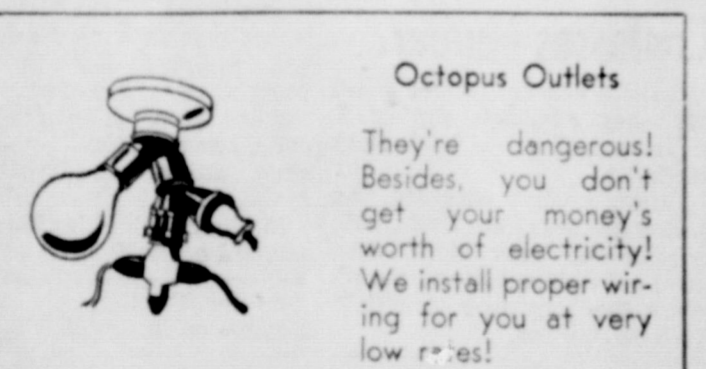 Octopus Outlets
They're dangerous!
Besides, you don't
get your money's
worth of electricity!
We install proper wir-
ing for you at very
low rates!